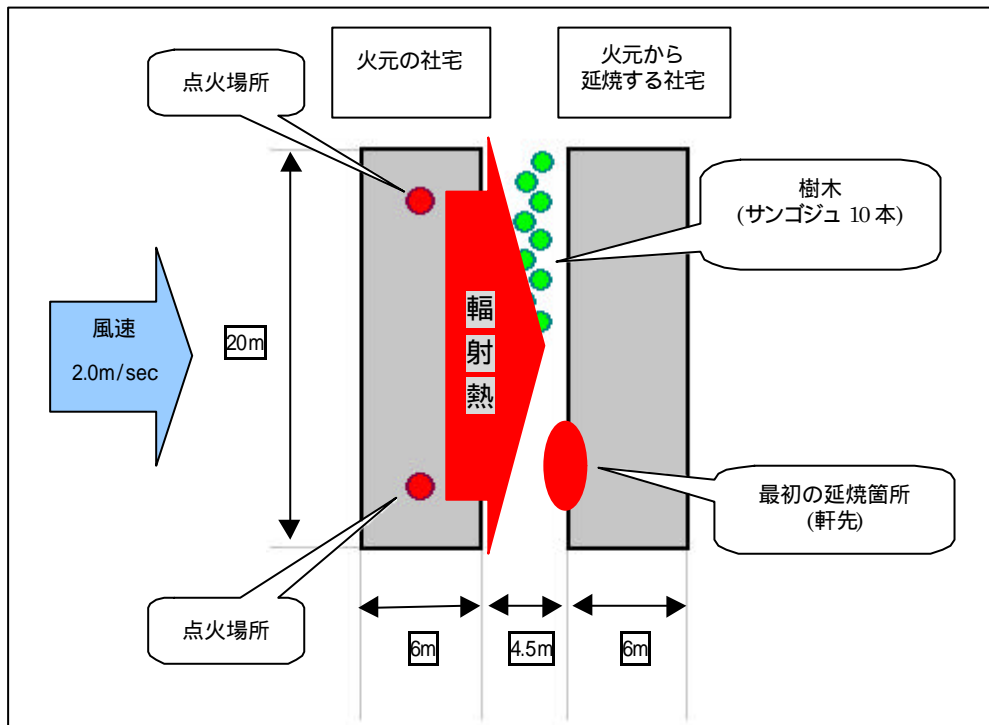 火元の社宅
火元から
延焼する社宅
点火場所
樹木
(サンゴジュ 10 本)
風速
2.0m/sec
20m
輻
射
熱
最初の延焼箇所
(軒先)
点火場所
6m
4.5m
6m